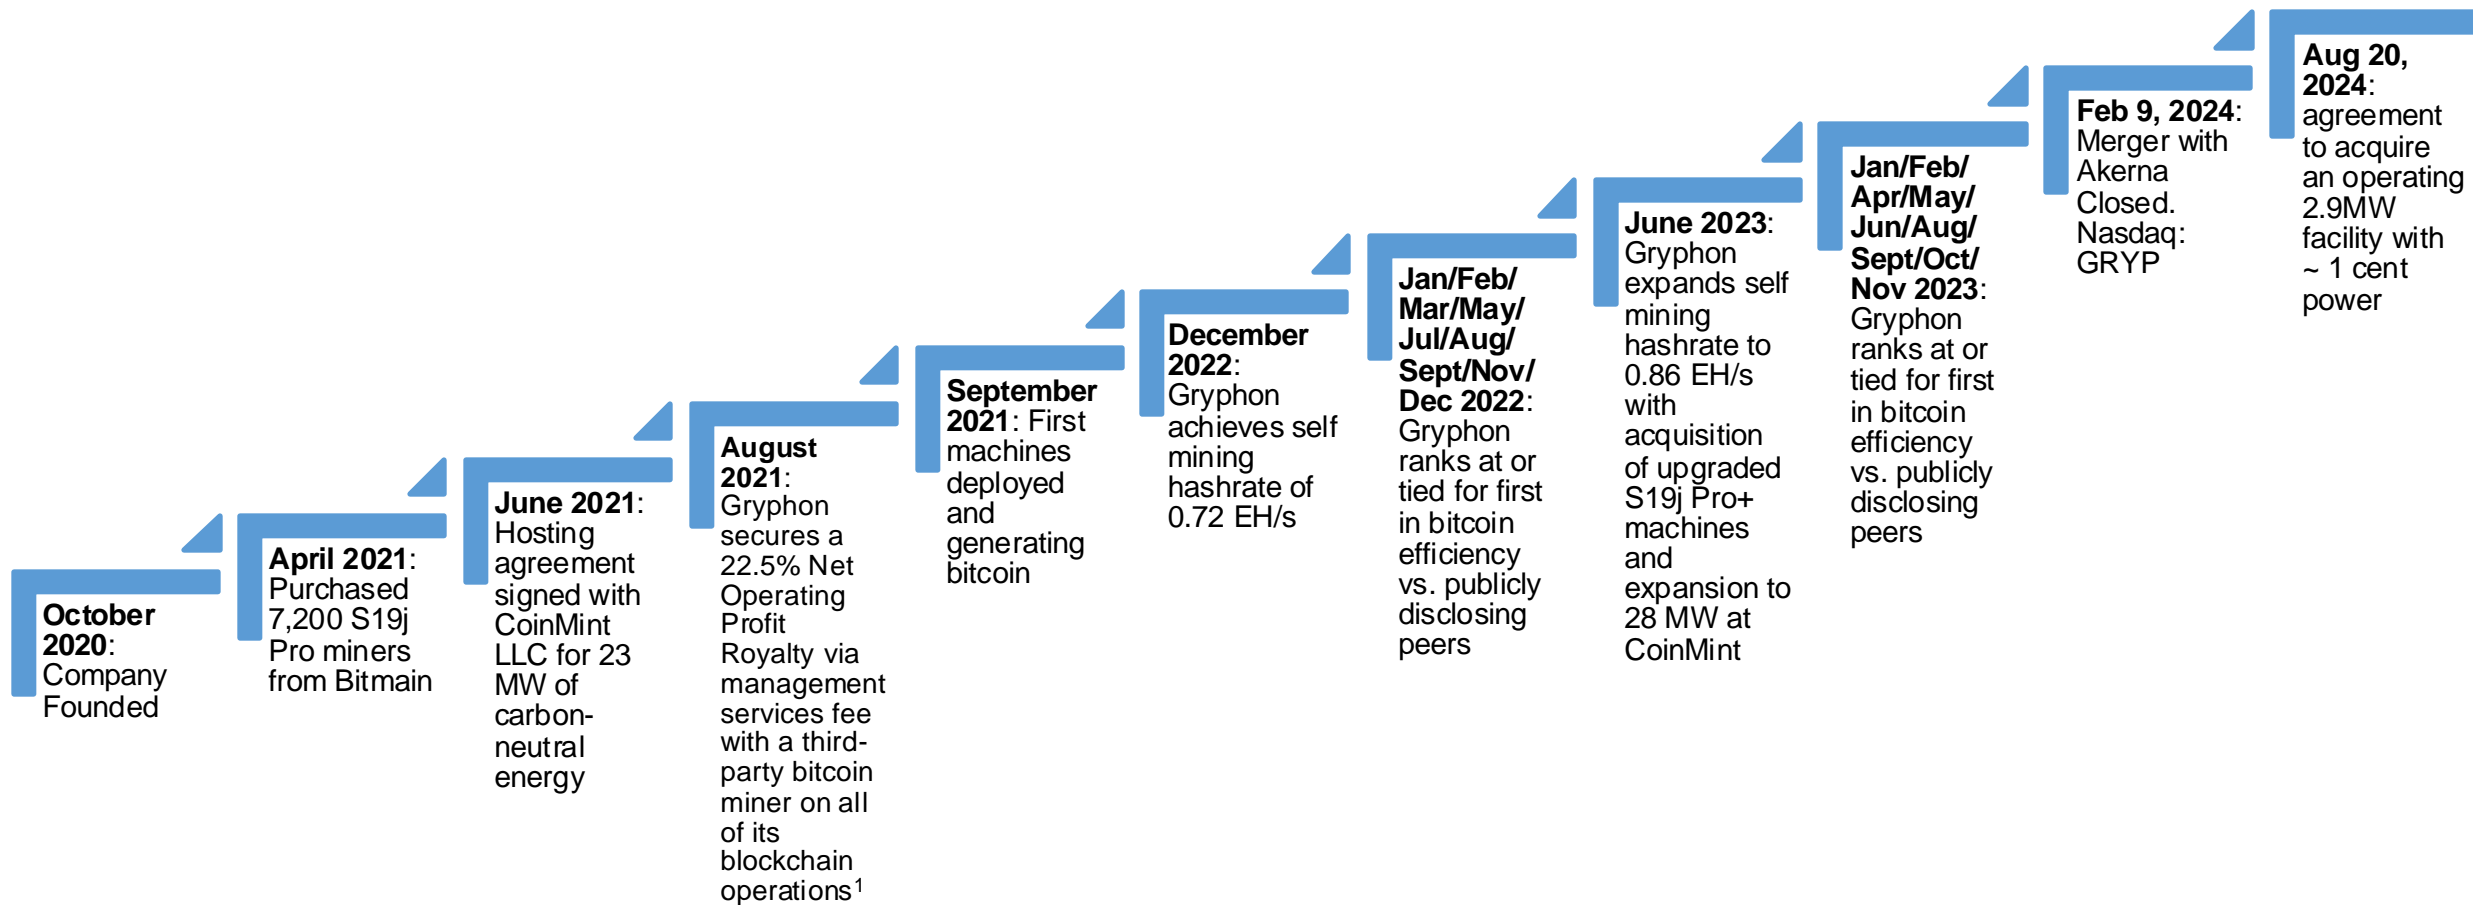 October
2020:
Company
Founded
April 2021:
Purchased
7,200 S19j
Pro miners
from Bitmain
June 2021:
Hosting
agreement
signed with
CoinMint
LLC for 23
MW of
carbon-
neutral
energy
August
2021:
Gryphon
secures a
22.5% Net
Operating
Profit
Royalty via
management
services fee
with a third-
party bitcoin
miner on all
of its
blockchain
operations¹
September
2021: First
machines
deployed
and
generating
bitcoin
December
2022:
Gryphon
achieves self
mining
hashrate of
0.72 EH/s
Jan/Feb/
Mar/May/
Jul/Aug/
Sept/Nov/
Dec 2022:
Gryphon
ranks at or
tied for first
in bitcoin
efficiency
vs. publicly
disclosing
peers
June 2023:
Gryphon
expands self
mining
hashrate to
0.86 EH/s
with
acquisition
of upgraded
S19j Pro+
machines
and
expansion to
28 MW at
CoinMint
Jan/Feb/
Apr/May/
Jun/Aug/
Sept/Oct/
Nov 2023:
Gryphon
ranks at or
tied for first
in bitcoin
efficiency
vs. publicly
disclosing
peers
Feb 9, 2024:
Merger with
Akerna
Closed.
Nasdaq:
GRYP
Aug 20,
2024:
agreement
to acquire
an operating
2.9MW
facility with
~ 1 cent
power